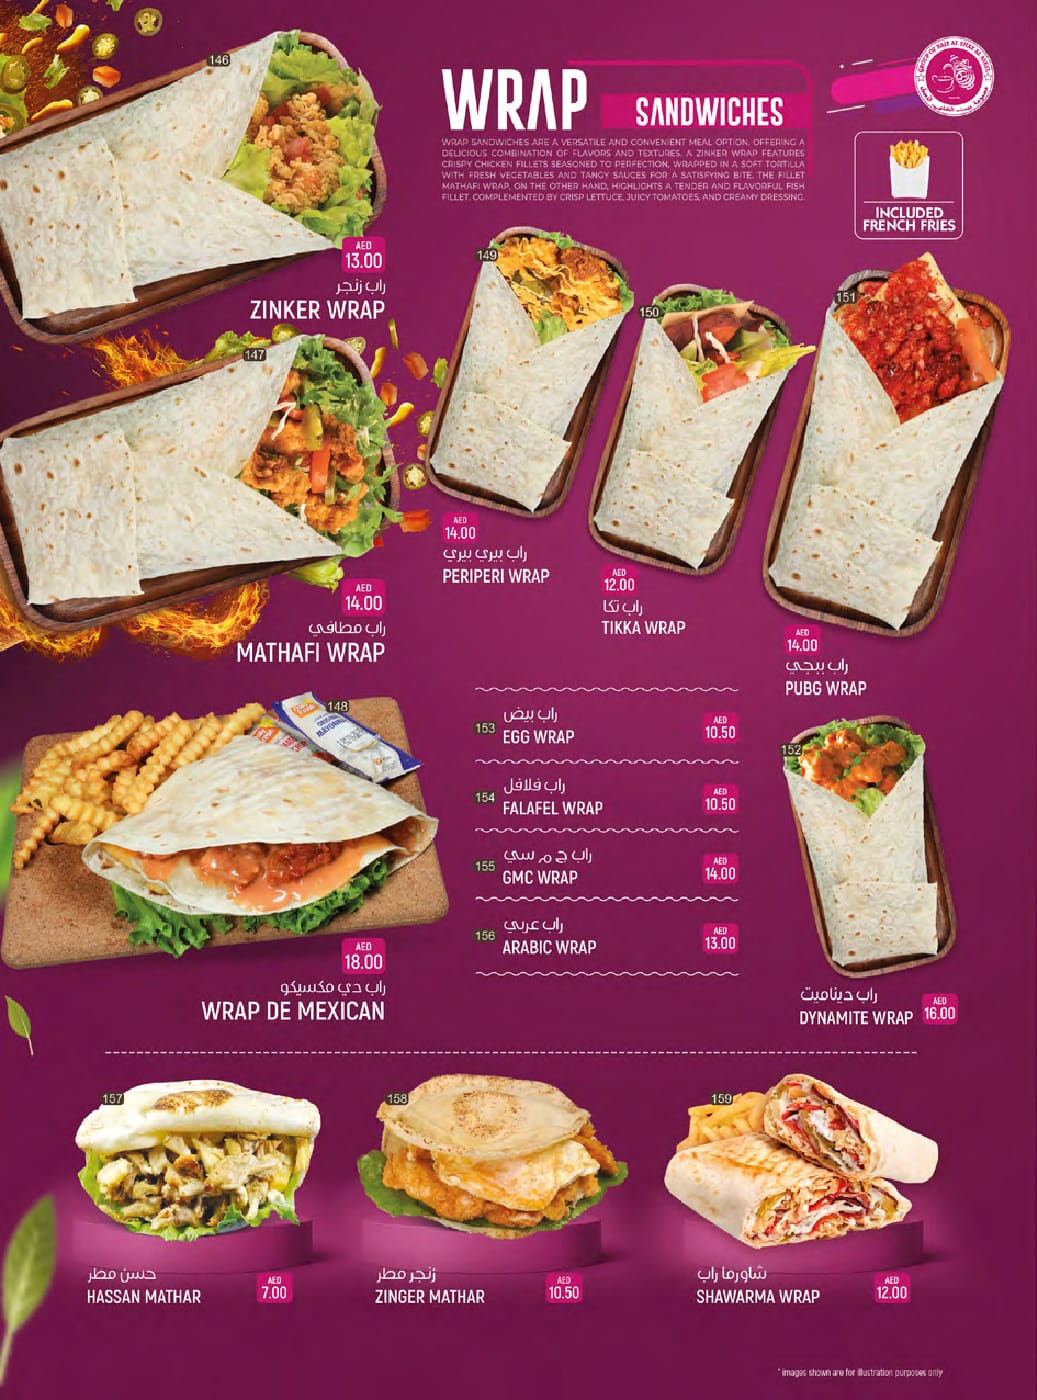 WRAP
SANDWICHES
WRAP SANDWICHES ARE A VERSATILE AND CONVENIENT MEAL OPTION, OFFERING A
DELICIOUS COMBINATION OF FLAVORS AND TEXTURES. A ZINKER WRAP FEATURES
CRISPY CHICKEN FILLETS SEASONED TO PERFECTION, WRAPPED IN A SOFT TORTILLA
WITH FRESH VEGETABLES AND TANGY SAUCES FOR A SATISFYING BITE. THE FILLET
MATHAFI WRAP, ON THE OTHER HAND, HIGHLIGHTS A TENDER AND FLAVORFUL FISH
FILLET, COMPLEMENTED BY CRISP LETTUCE, JUICY TOMATOES, AND CREAMY DRESSING.
INCLUDED
FRENCH FRIES
146
AED
13.00
راب زنجر
ZINKER WRAP
147
AED
14.00
راب مطافي
MATHAFI WRAP
148
AED
18.00
راب دي مكسيكو
WRAP DE MEXICAN
149
AED
14.00
راب بيري بيري
PERIPERI WRAP
150
AED
12.00
راب تكا
TIKKA WRAP
151
AED
14.00
راب ببجي
PUBG WRAP
152
راب ديناميت
DYNAMITE WRAP
AED
16.00
153
راب بيض
EGG WRAP
AED
10.50
154
راب فلافل
FALAFEL WRAP
AED
10.50
155
راب ج م سي
GMC WRAP
AED
14.00
156
راب عربي
ARABIC WRAP
AED
13.00
157
حسن مطر
HASSAN MATHAR
AED
7.00
158
زنجر مطر
ZINGER MATHAR
AED
10.50
159
شاورما راب
SHAWARMA WRAP
AED
12.00
*images shown are for illustration purposes only